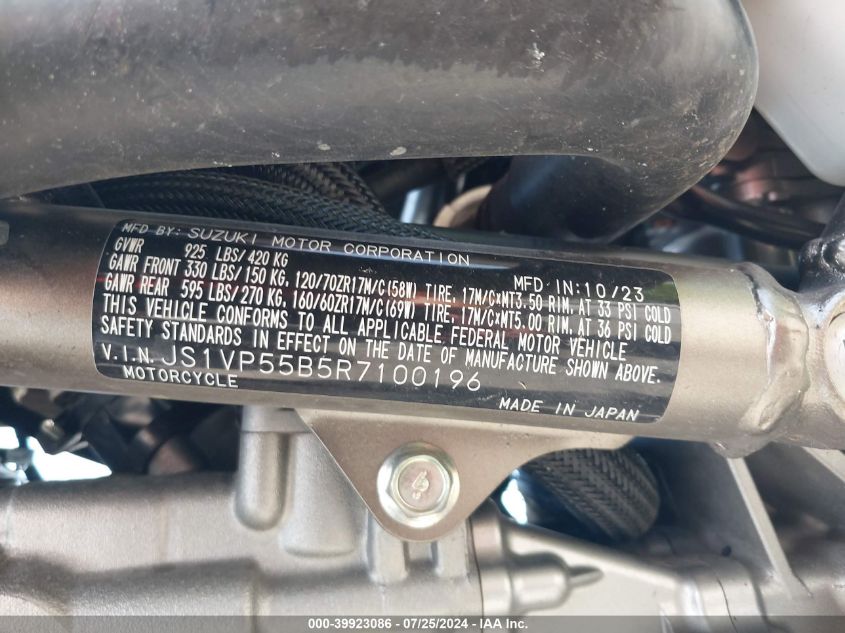 MFD BY: SUZUKI MOTOR CORPORATION
GVWR 925 LBS/420 KG MFD IN:10/23
GAWR FRONT 330 LBS/150 KG, 120/70ZR17M/C(58W) TIRE, 17M/C×MT3.50 RIM, AT 33 PSI COLD
GAWR REAR 595 LBS/270 KG, 160/60ZR17M/C(69W) TIRE, 17M/C×MT5.00 RIM, AT 36 PSI COLD
THIS VEHICLE CONFORMS TO ALL APPLICABLE FEDERAL MOTOR VEHICLE
SAFETY STANDARDS IN EFFECT ON THE DATE OF MANUFACTURE SHOWN ABOVE.
V.I.N. JS1VP55B5R7100196
MOTORCYCLE MADE IN JAPAN
000-39923086 / 07/25/2024 - IAA Inc.